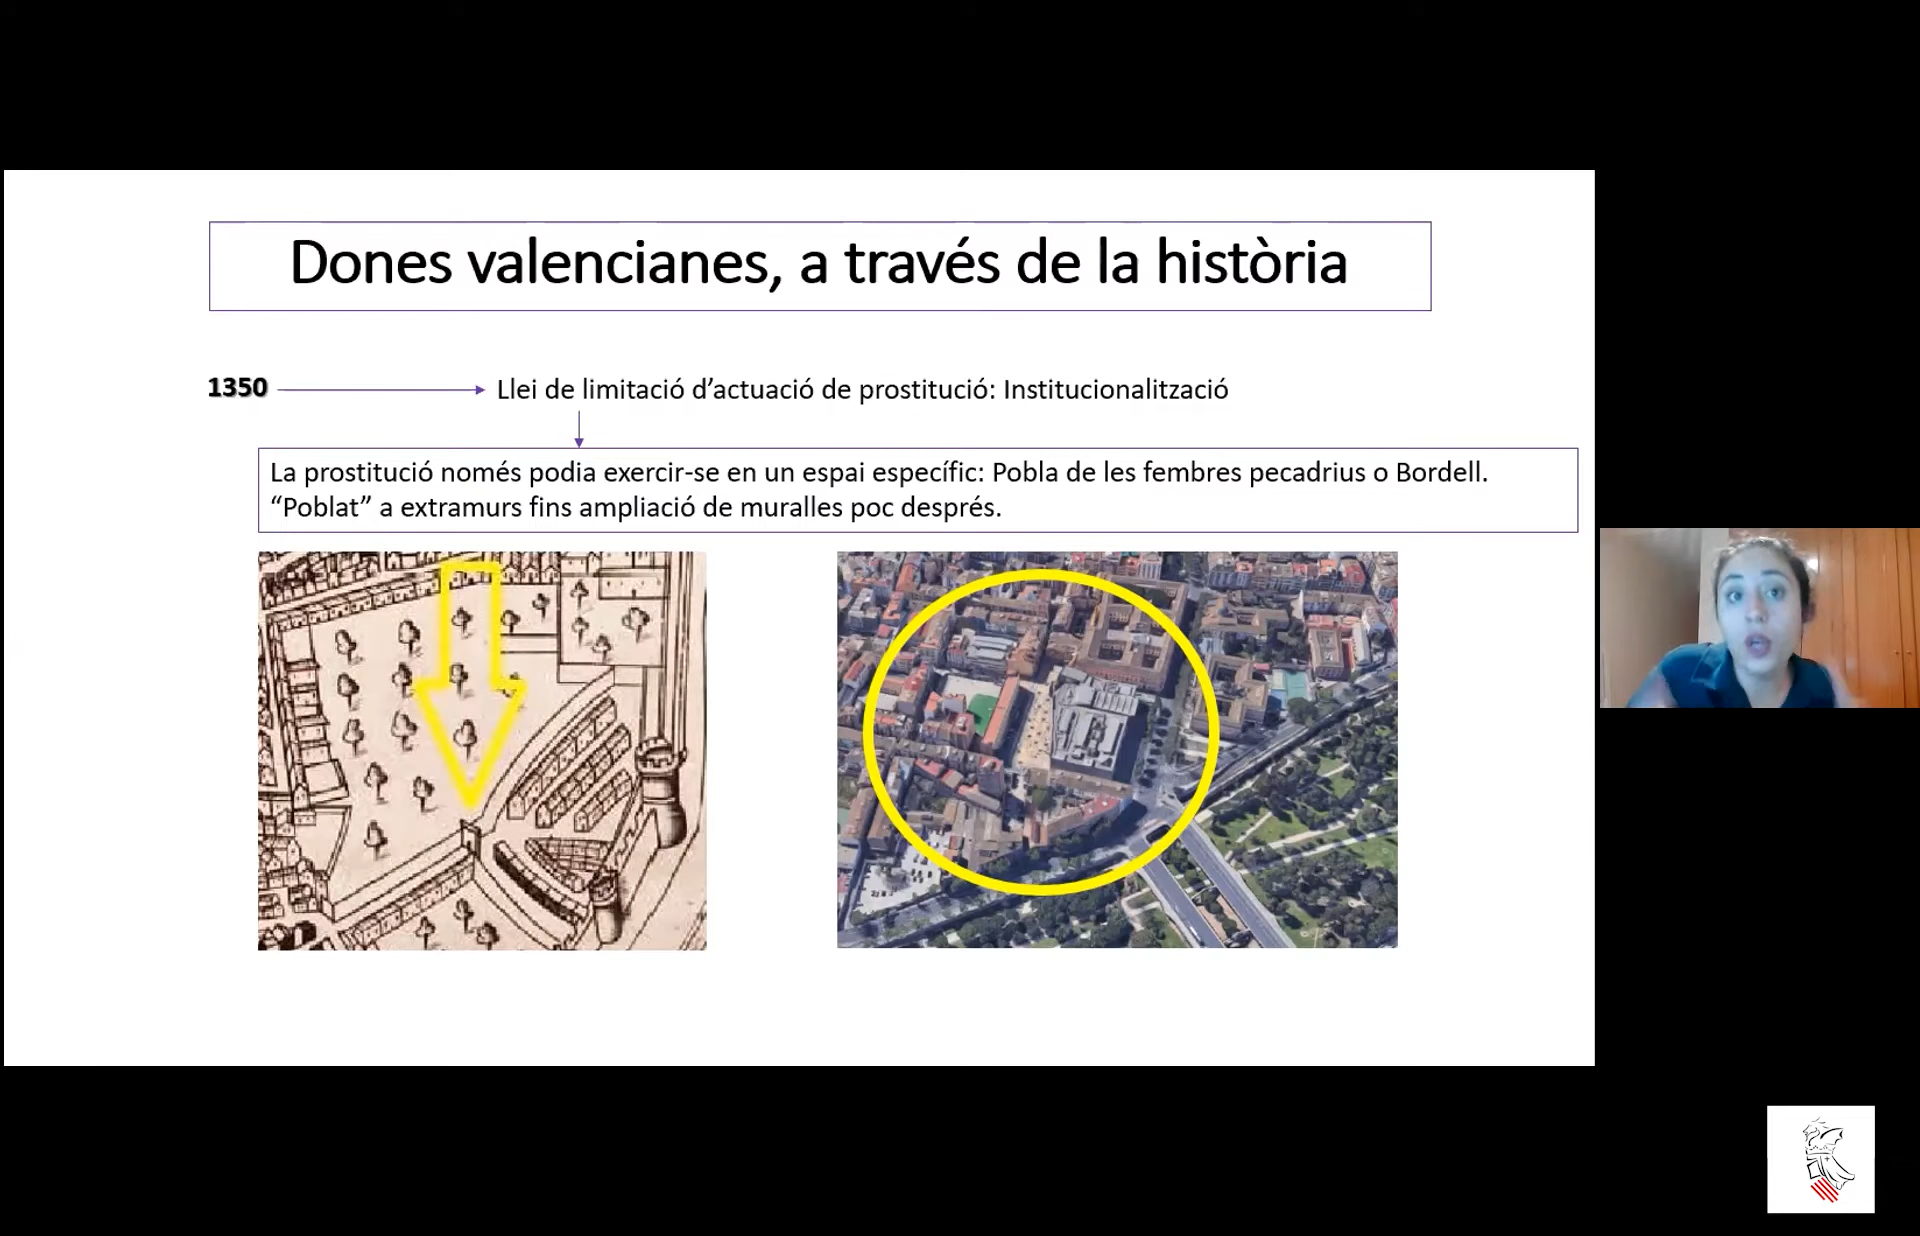 Dones valencianes, a través de la història
1350
Llei de limitació d’actuació de prostitució: Institucionalització
La prostitució només podia exercir-se en un espai específic: Pobla de les fembres pecadrius o Bordell.
“Poblat” a extramurs fins ampliació de muralles poc després.